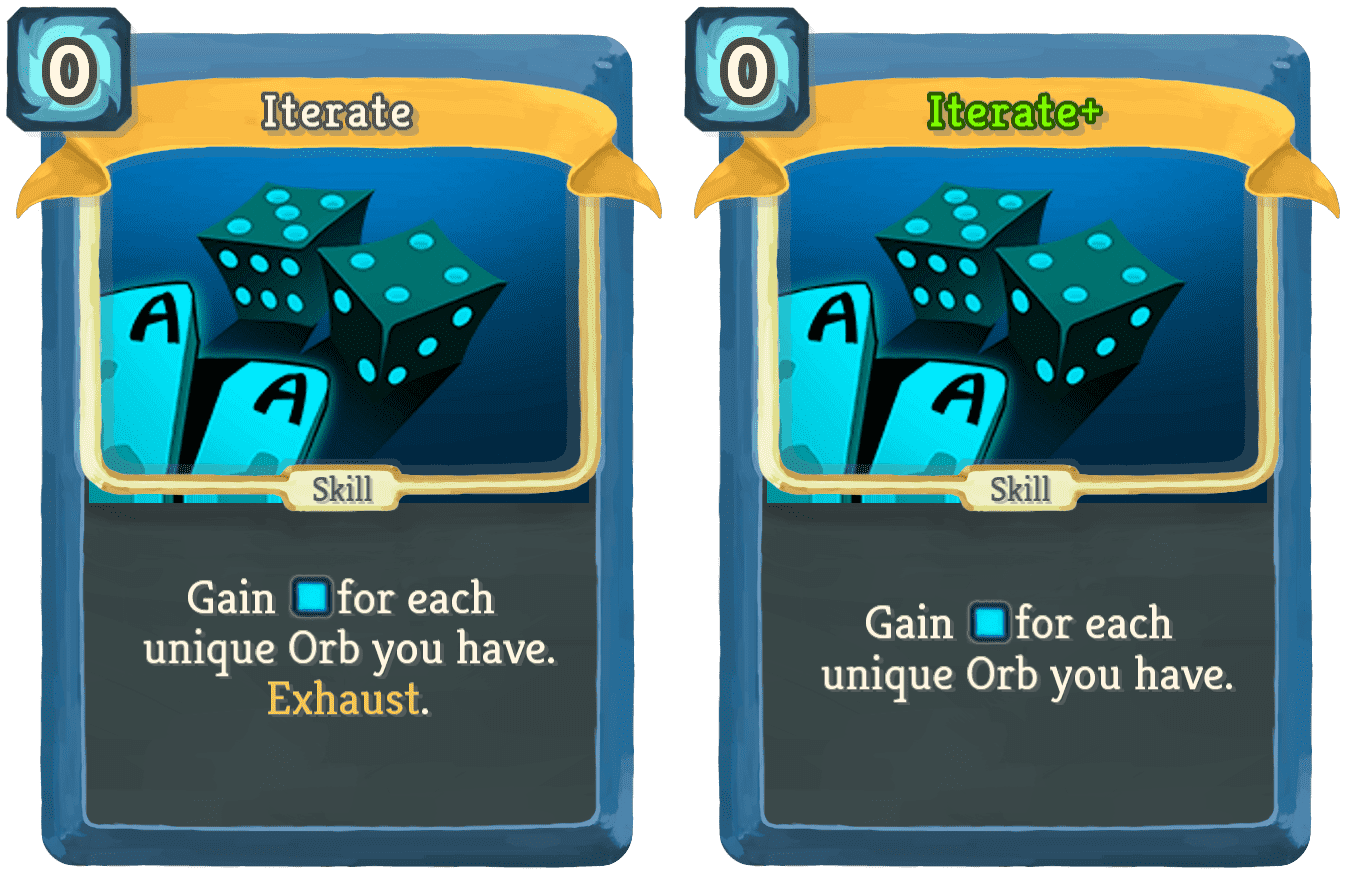 0
Iterate
A
A
Skill
Gain for each
unique Orb you have.
Exhaust.
0
Iterate+
A
A
Skill
Gain for each
unique Orb you have.